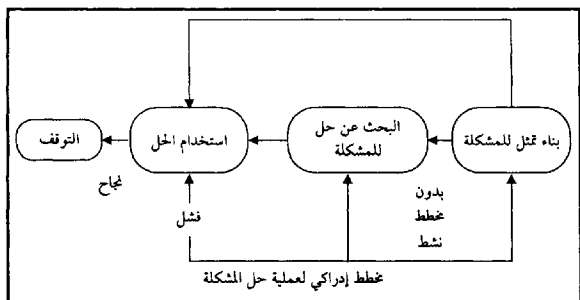 بناء تمثل للمشكلة
البحث عن حل
للمشكلة
استخدام الحل
التوقف
نجاح
فشل
بدون
مخطط
نشط
مخطط إدراكي لعملية حل المشكلة